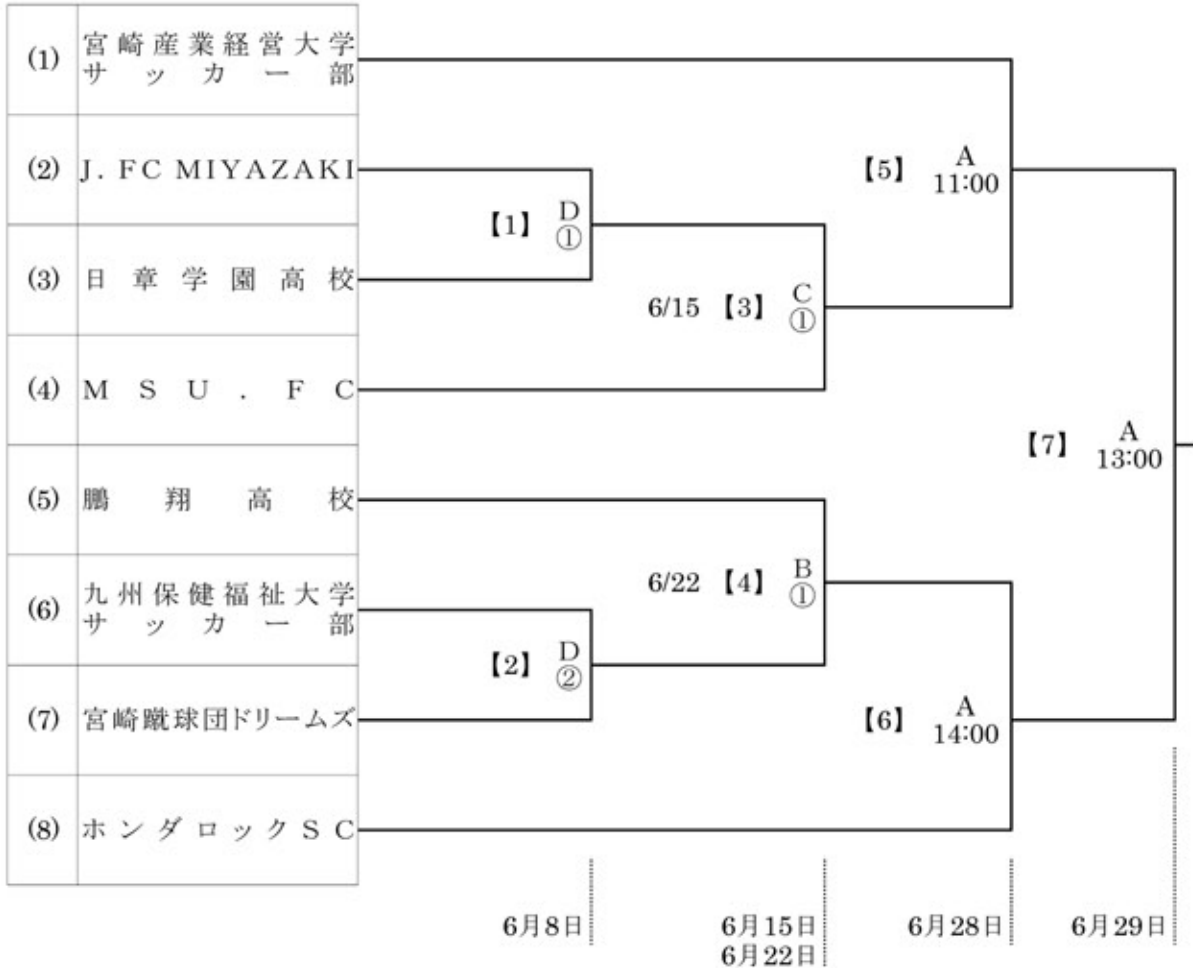 (1) 宮崎産業経営大学
サッカー部
(2) J. FC MIYAZAKI
(3) 日章学園高校
(4) MSU.FC
(5) 鵬翔高校
(6) 九州保健福祉大学
サッカー部
(7) 宮崎蹴球団ドリームズ
(8) ホンダロックSC
【1】 D
①
6/15 【3】 C
①
【5】 A
11:00
【7】 A
13:00
6/22 【4】 B
①
【2】 D
②
【6】 A
14:00
6月8日
6月15日
6月22日
6月28日
6月29日